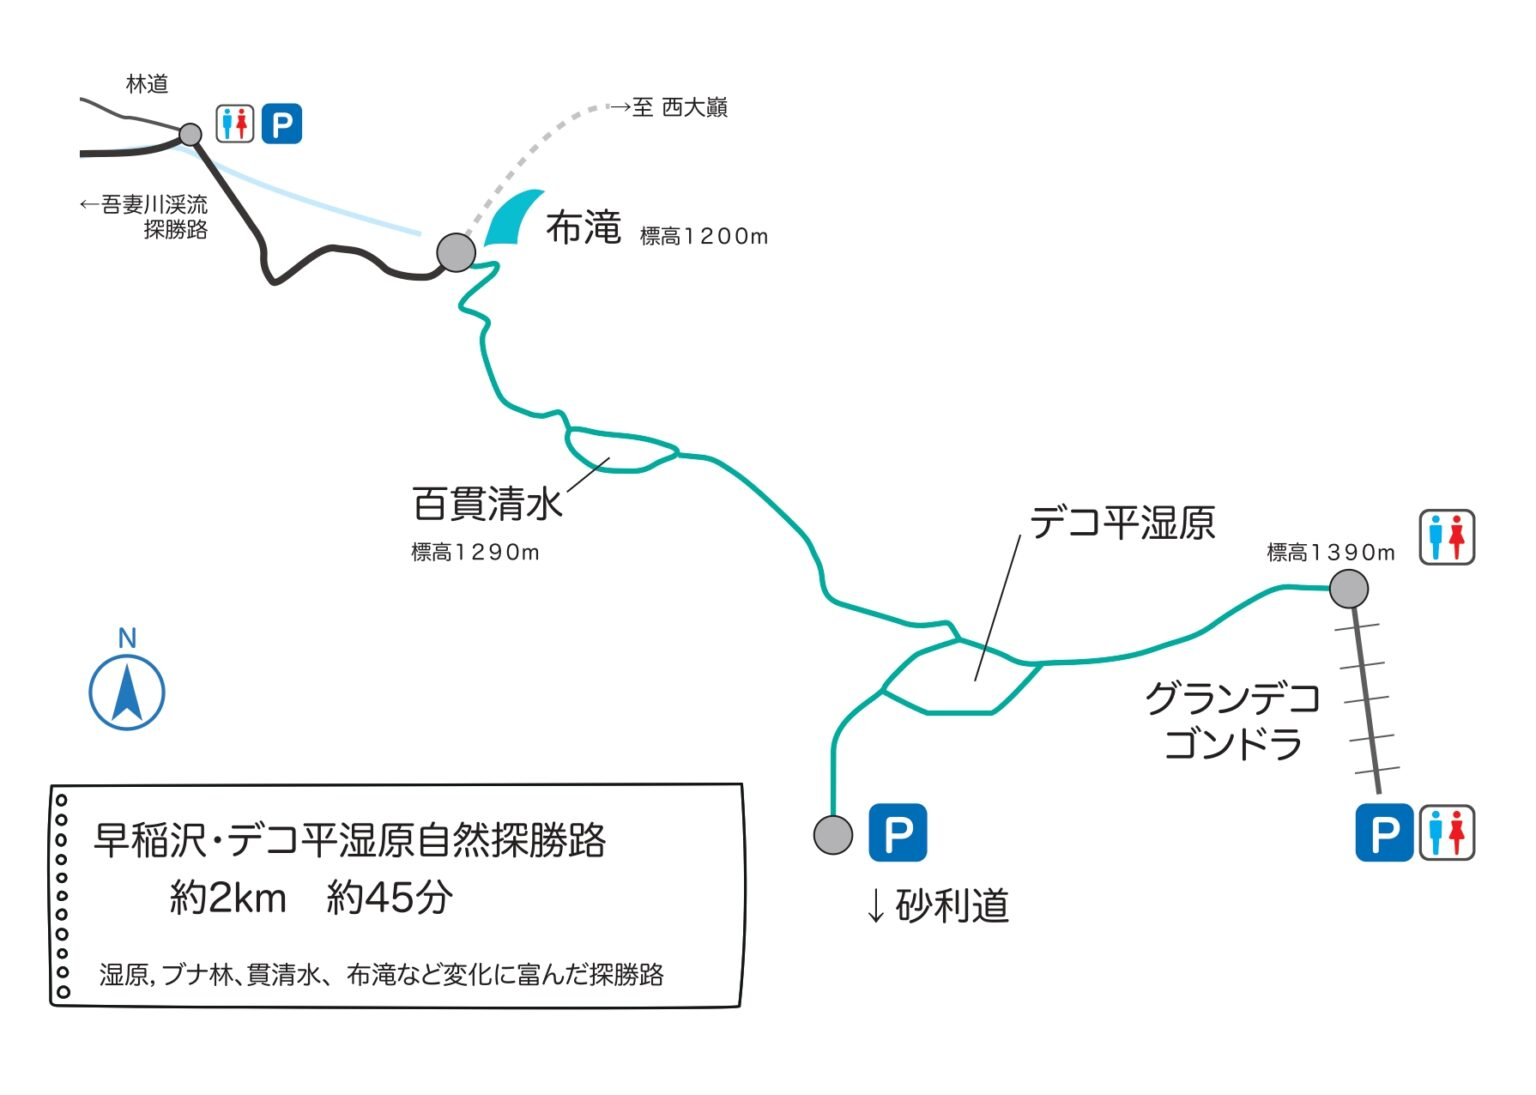 林道
P
→至 西大巓
←吾妻川渓流
探勝路
布滝 標高1200m
百貫清水
標高1290m
デコ平湿原
標高1390m
N
グランデコ
ゴンドラ
P
P
↓砂利道
早稲沢・デコ平湿原自然探勝路
約2km 約45分
湿原,ブナ林、貫清水、布滝など変化に富んだ探勝路